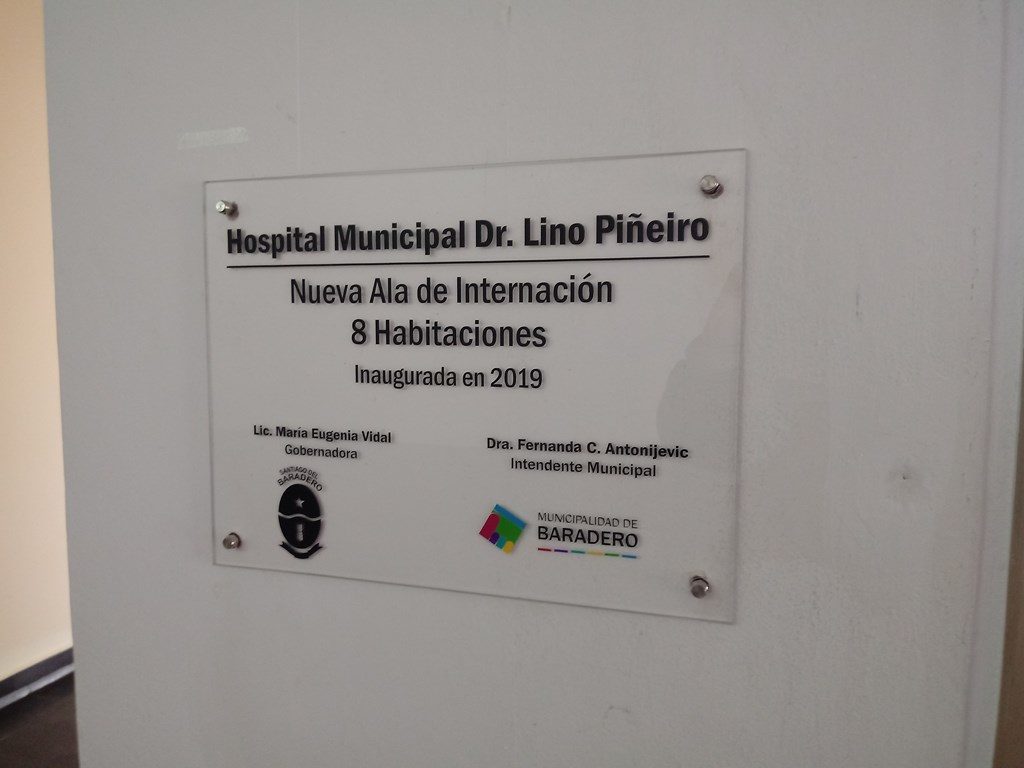 Hospital Municipal Dr. Lino Piñeiro
Nueva Ala de Internación
8 Habitaciones
Inaugurada en 2019
Lic. María Eugenia Vidal
Gobernadora
SANTIAGO DEL
BARADERO
Dra. Fernanda C. Antonijevic
Intendente Municipal
MUNICIPALIDAD DE
BARADERO